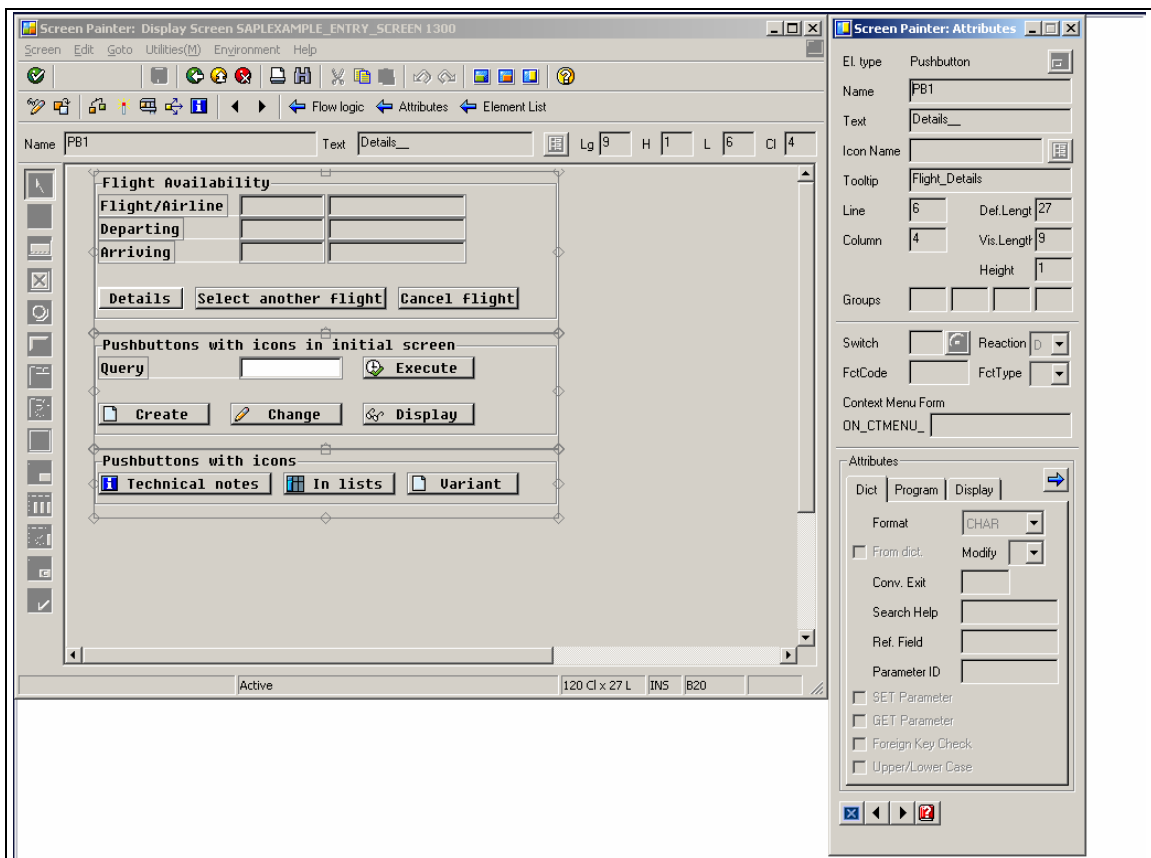 Screen Painter: Display Screen SAPLEXAMPLE_ENTRY_SCREEN 1300
Screen Edit Goto Utilities(M) Environment Help
Flow logic Attributes Element List
Name PB1 Text Details__ Lg 9 H 1 L 6 Cl 4
Flight Availability
Flight/Airline
Departing
Arriving
Details Select another flight Cancel flight
Pushbuttons with icons in initial screen
Query Execute
Create Change Display
Pushbuttons with icons
Technical notes In lists Variant
Active 120 Cl x 27 L INS B20
Screen Painter: Attributes
El. type Pushbutton
Name PB1
Text Details__
Icon Name
Tooltip Flight_Details
Line 6 Def.Lengt 27
Column 4 Vis.Length 9
Height 1
Groups
Switch Reaction D
FctCode FctType
Context Menu Form
ON_CTMENU_
Attributes
Dict Program Display
Format CHAR
From dict. Modify
Conv. Exit
Search Help
Ref. Field
Parameter ID
SET Parameter
GET Parameter
Foreign Key Check
Upper/Lower Case